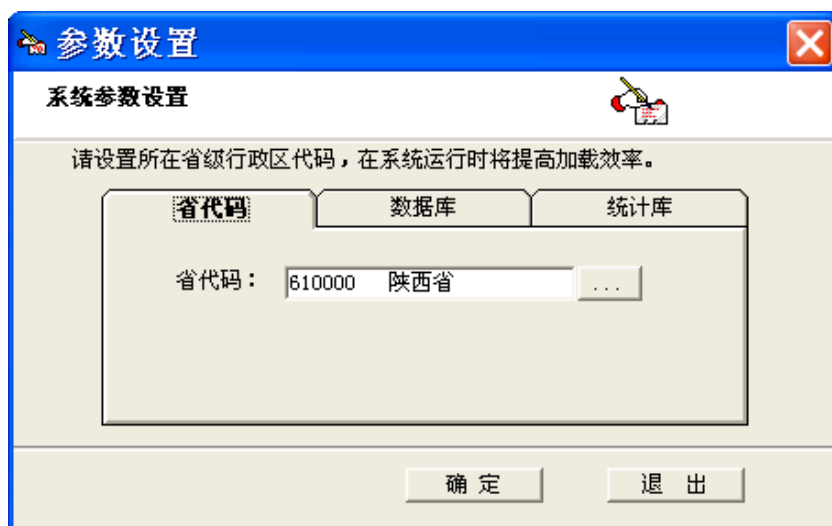 参数设置
系统参数设置
请设置所在省级行政区代码，在系统运行时将提高加载效率。
省代码 数据库 统计库
省代码： 610000 陕西省 ...
确 定 退 出